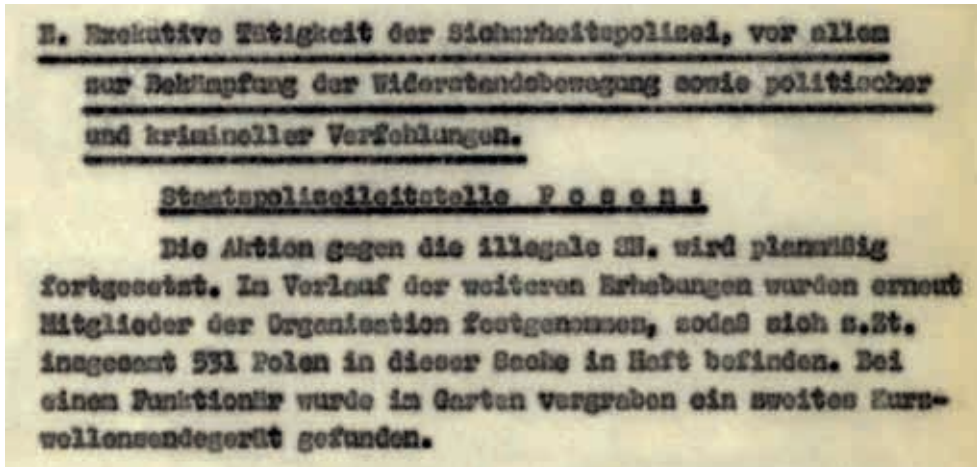 E. Exekutive Tätigkeit der Sicherheitspolizei, vor allem
zur Bekämpfung der Widerstandsbewegung sowie politischer
und krimineller Verfehlungen.
Staatspolizeileitstelle P o s e n :
Die Aktion gegen die illegale SN. wird planmäßig
fortgesetzt. Im Verlauf der weiteren Erhebungen wurden erneut
Mitglieder der Organisation festgenommen, sodaß sich z.Zt.
insgesamt 531 Polen in dieser Sache in Haft befinden. Bei
einem Funktionär wurde im Garten vergraben ein zweites Kurz-
wellensendegerät gefunden.